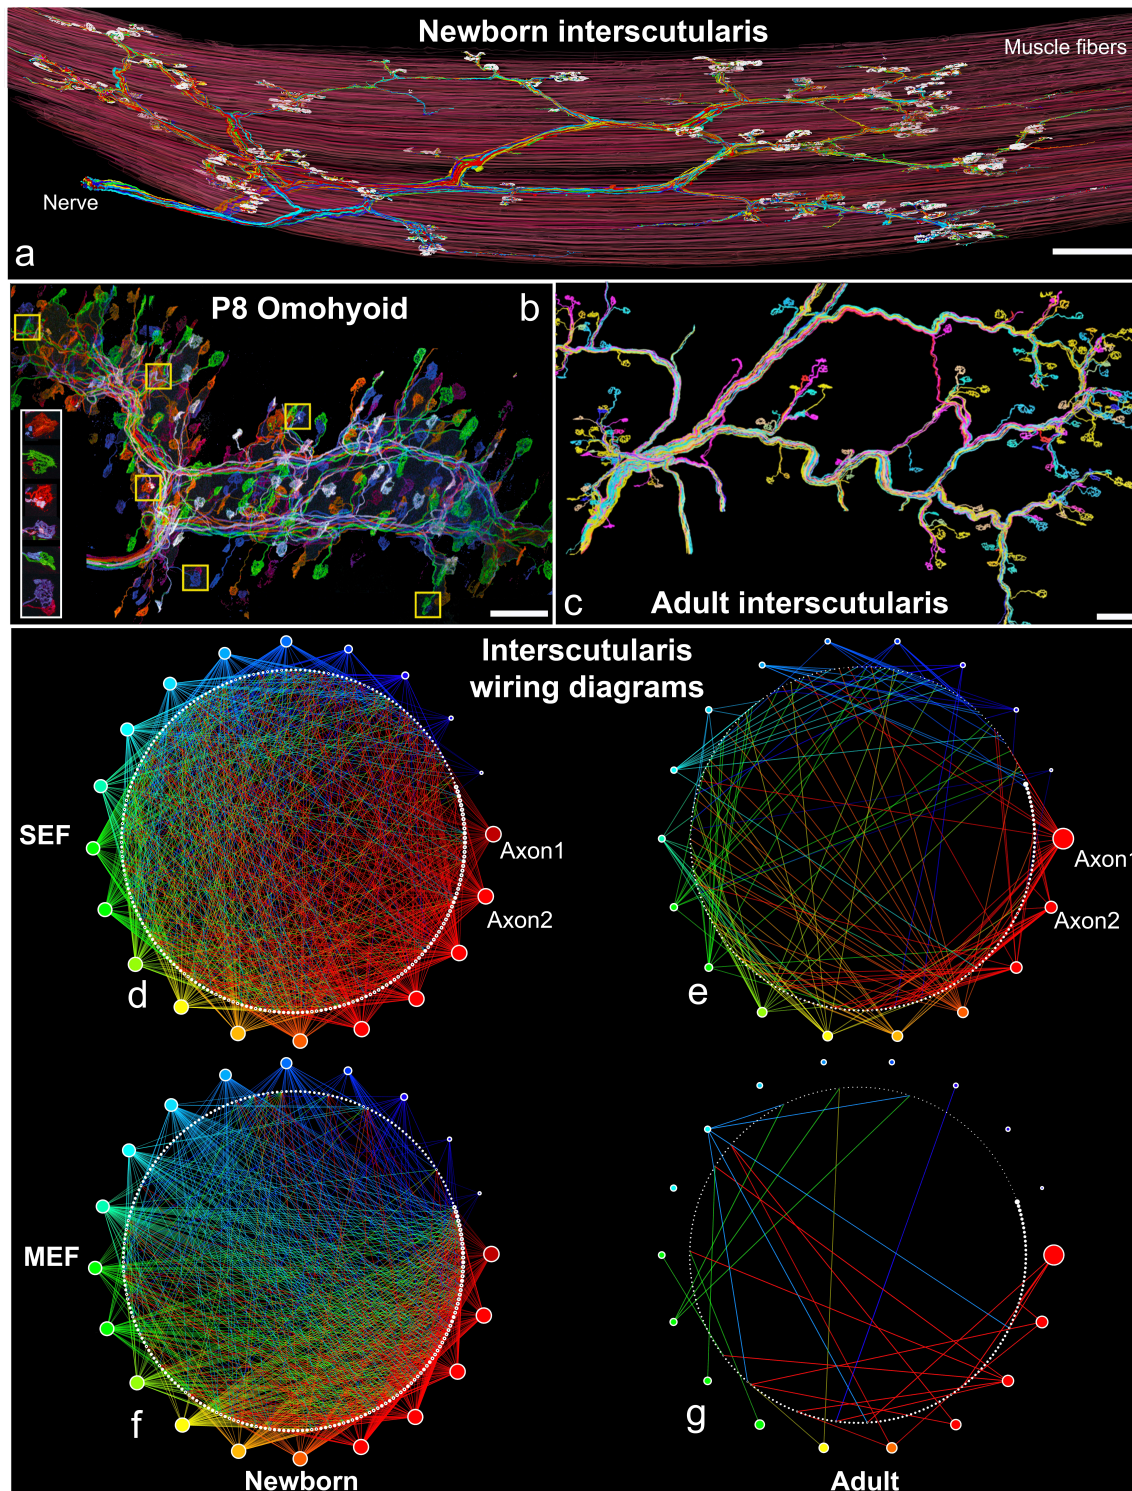 Newborn interscutularis
Muscle fibers
Nerve
a
P8 Omohyoid
b
c
Adult interscutularis
Interscutularis
wiring diagrams
SEF
Axon1
Axon2
d
Axon1
Axon2
e
MEF
f
Newborn
g
Adult